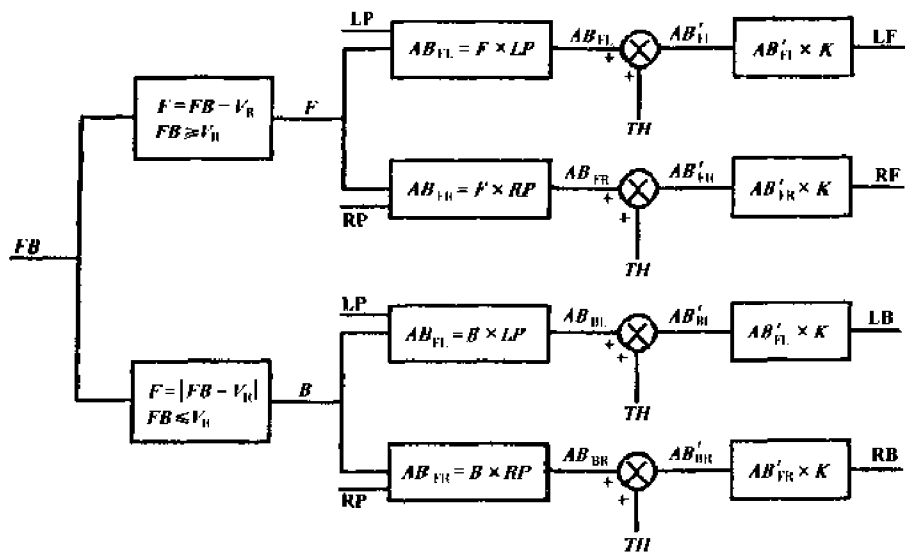 LP
AB_FL = F × LP
AB_FL
+
+
TH
AB'_Fl
AB'_Fl × K
LF
F = FB − V_R
FB ⩾ V_R
F
AB_FR = F × RP
RP
AB_FR
+
+
TH
AB'_FR
AB'_FR × K
RF
FB
LP
AB_FL = B × LP
AB_BL
+
+
TH
AB'_Bl
AB'_FL × K
LB
F = |FB − V_R|
FB ⩽ V_R
B
AB_FR = B × RP
RP
AB_BR
+
+
TH
AB'_BR
AB'_FR × K
RB